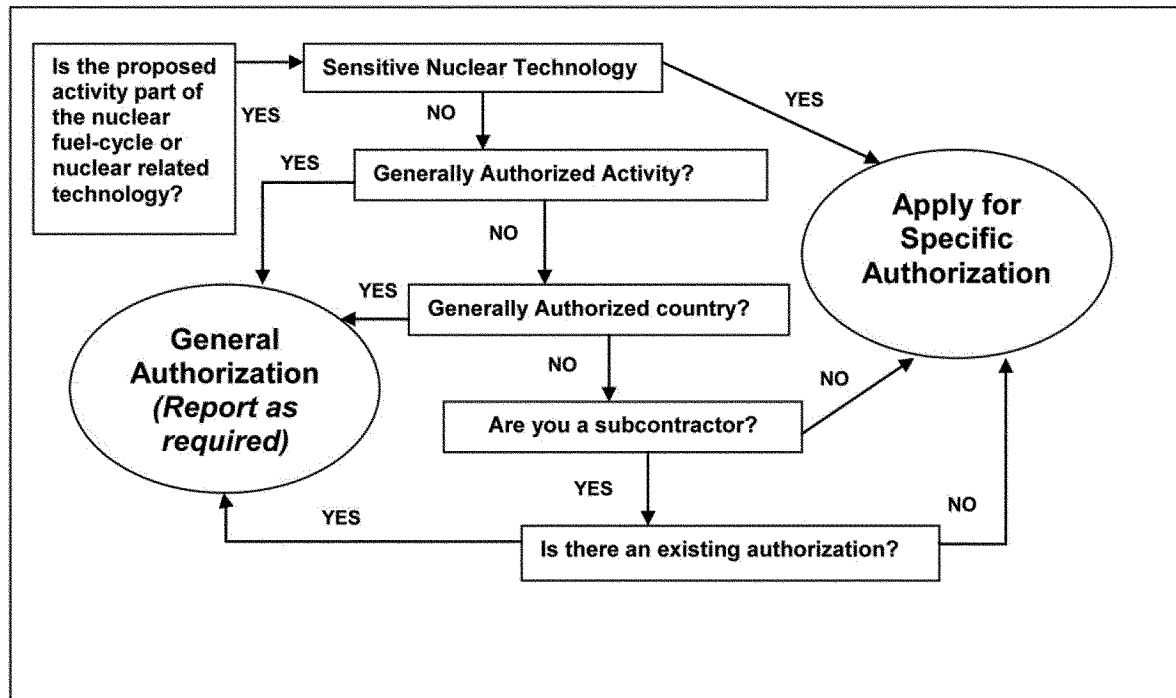 Is the proposed
activity part of
the nuclear
fuel-cycle or
nuclear related
technology?
YES
Sensitive Nuclear Technology
YES
NO
YES
Generally Authorized Activity?
NO
Apply for
Specific
Authorization
YES
Generally Authorized country?
NO
General
Authorization
(Report as
required)
NO
Are you a subcontractor?
YES
YES
NO
Is there an existing authorization?